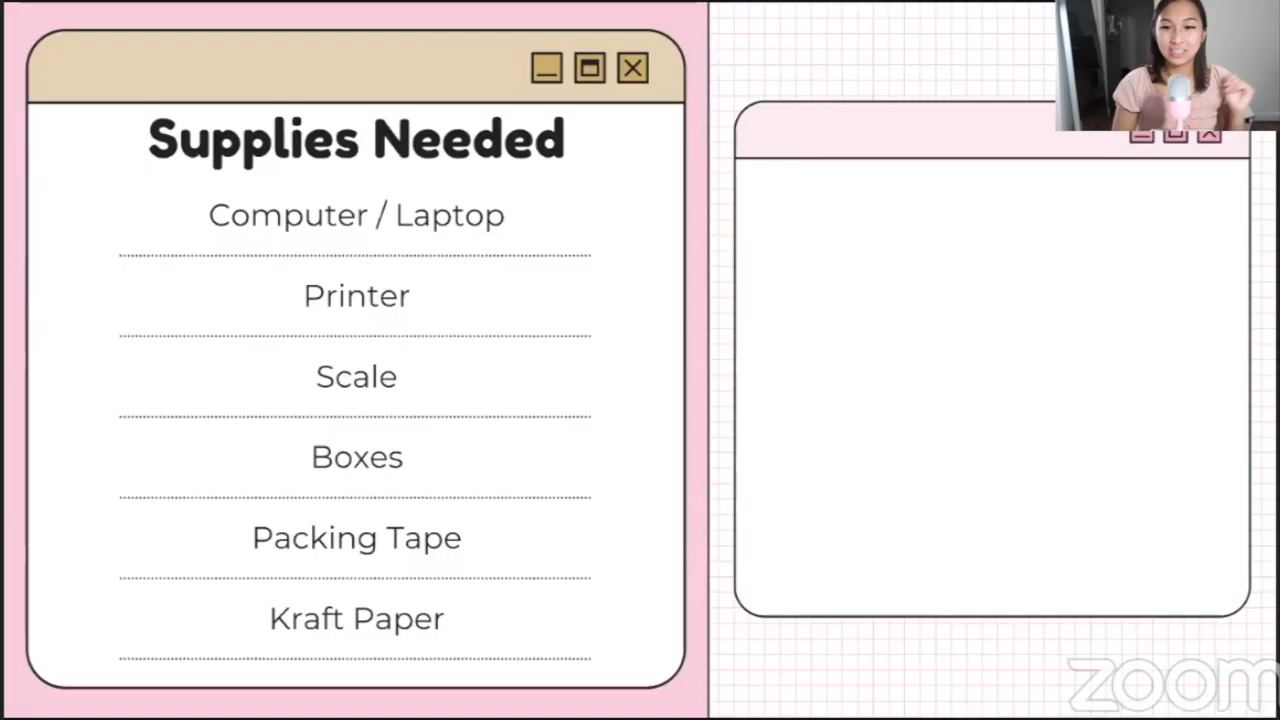 Supplies Needed
Computer / Laptop
Printer
Scale
Boxes
Packing Tape
Kraft Paper
zoom